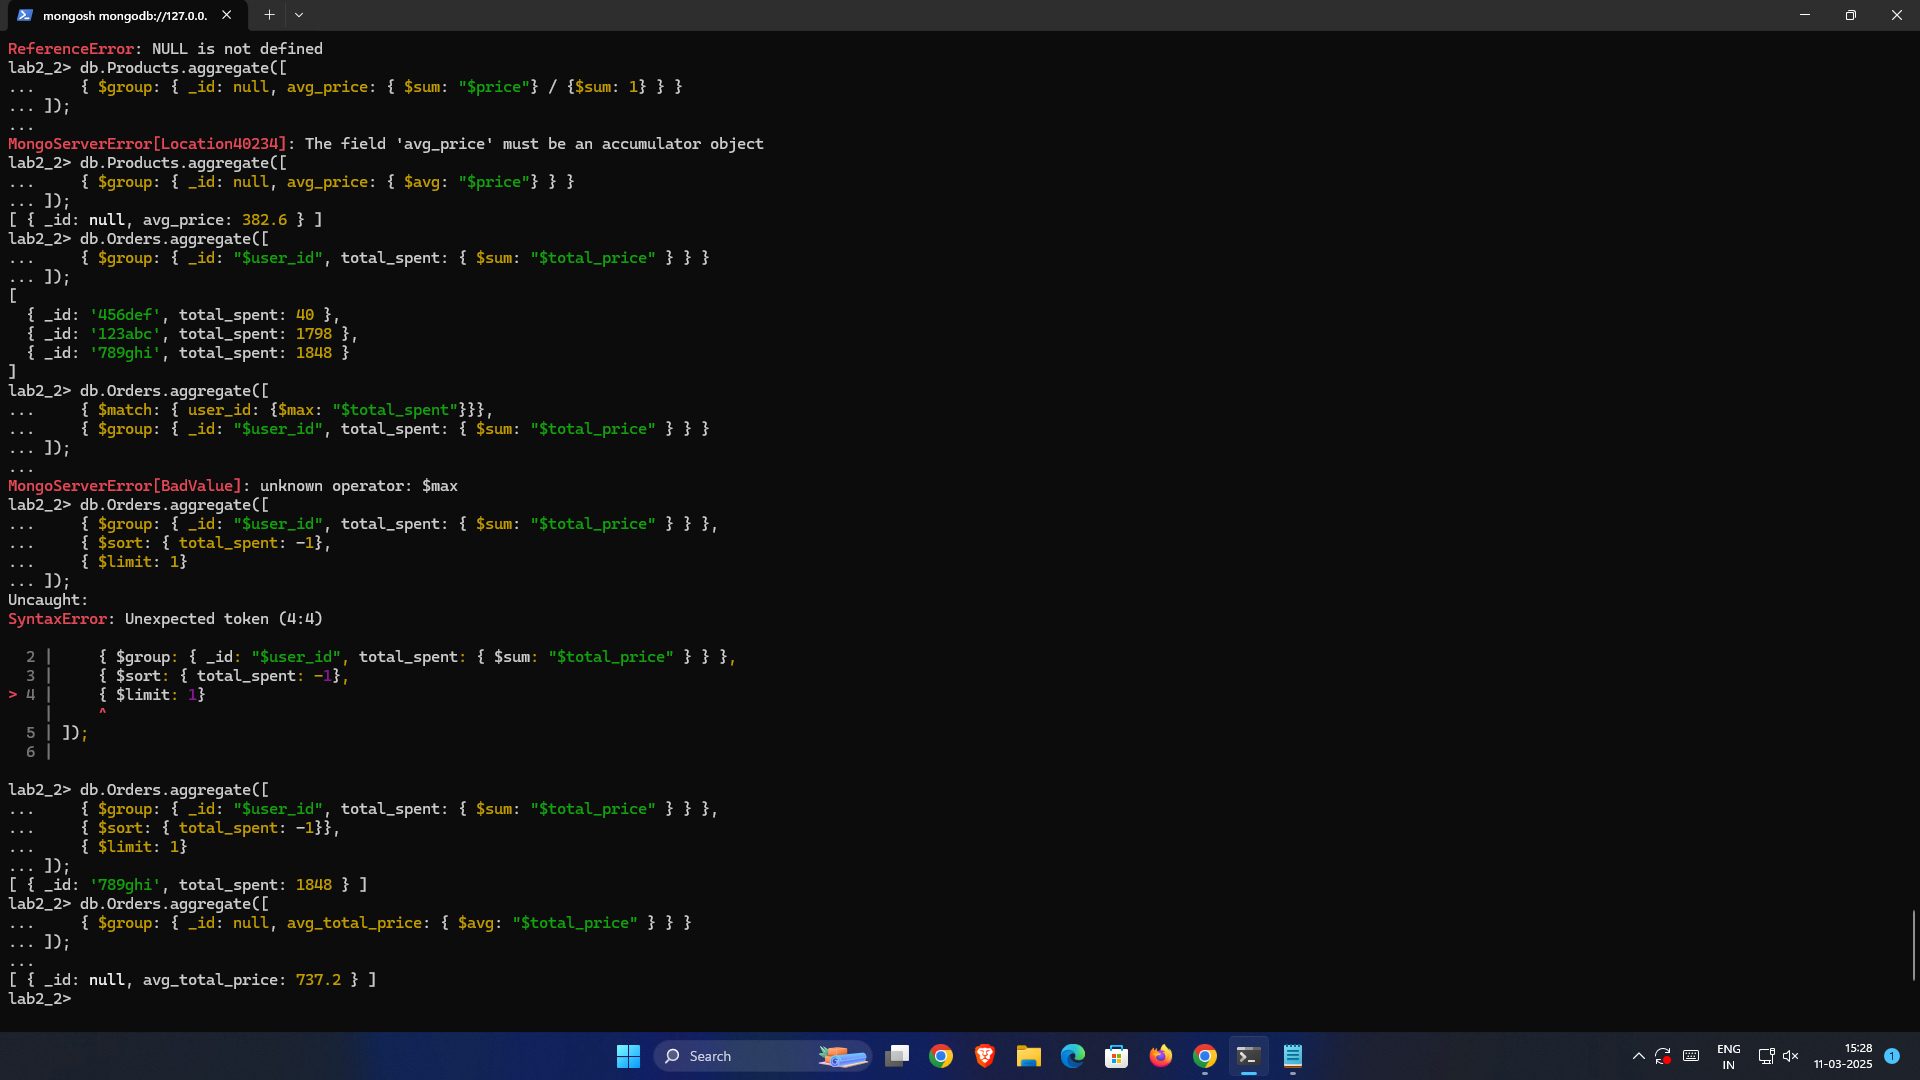 mongosh mongodb://127.0.0.
ReferenceError: NULL is not defined
lab2_2> db.Products.aggregate([
...     { $group: { _id: null, avg_price: { $sum: "$price"} / {$sum: 1} } }
... ]);
...
MongoServerError[Location40234]: The field 'avg_price' must be an accumulator object
lab2_2> db.Products.aggregate([
...     { $group: { _id: null, avg_price: { $avg: "$price"} } }
... ]);
[ { _id: null, avg_price: 382.6 } ]
lab2_2> db.Orders.aggregate([
...     { $group: { _id: "$user_id", total_spent: { $sum: "$total_price" } } }
... ]);
[
  { _id: '456def', total_spent: 40 },
  { _id: '123abc', total_spent: 1798 },
  { _id: '789ghi', total_spent: 1848 }
]
lab2_2> db.Orders.aggregate([
...     { $match: { user_id: {$max: "$total_spent"}}},
...     { $group: { _id: "$user_id", total_spent: { $sum: "$total_price" } } }
... ]);
...
MongoServerError[BadValue]: unknown operator: $max
lab2_2> db.Orders.aggregate([
...     { $group: { _id: "$user_id", total_spent: { $sum: "$total_price" } } },
...     { $sort: { total_spent: -1},
...     { $limit: 1}
... ]);
Uncaught:
SyntaxError: Unexpected token (4:4)
  2 |     { $group: { _id: "$user_id", total_spent: { $sum: "$total_price" } } },
  3 |     { $sort: { total_spent: -1},
> 4 |     { $limit: 1}
    |     ^
  5 | ]);
  6 |
lab2_2> db.Orders.aggregate([
...     { $group: { _id: "$user_id", total_spent: { $sum: "$total_price" } } },
...     { $sort: { total_spent: -1}},
...     { $limit: 1}
... ]);
[ { _id: '789ghi', total_spent: 1848 } ]
lab2_2> db.Orders.aggregate([
...     { $group: { _id: null, avg_total_price: { $avg: "$total_price" } } }
... ]);
...
[ { _id: null, avg_total_price: 737.2 } ]
lab2_2>
Search
ENG
IN
15:28
11-03-2025
1